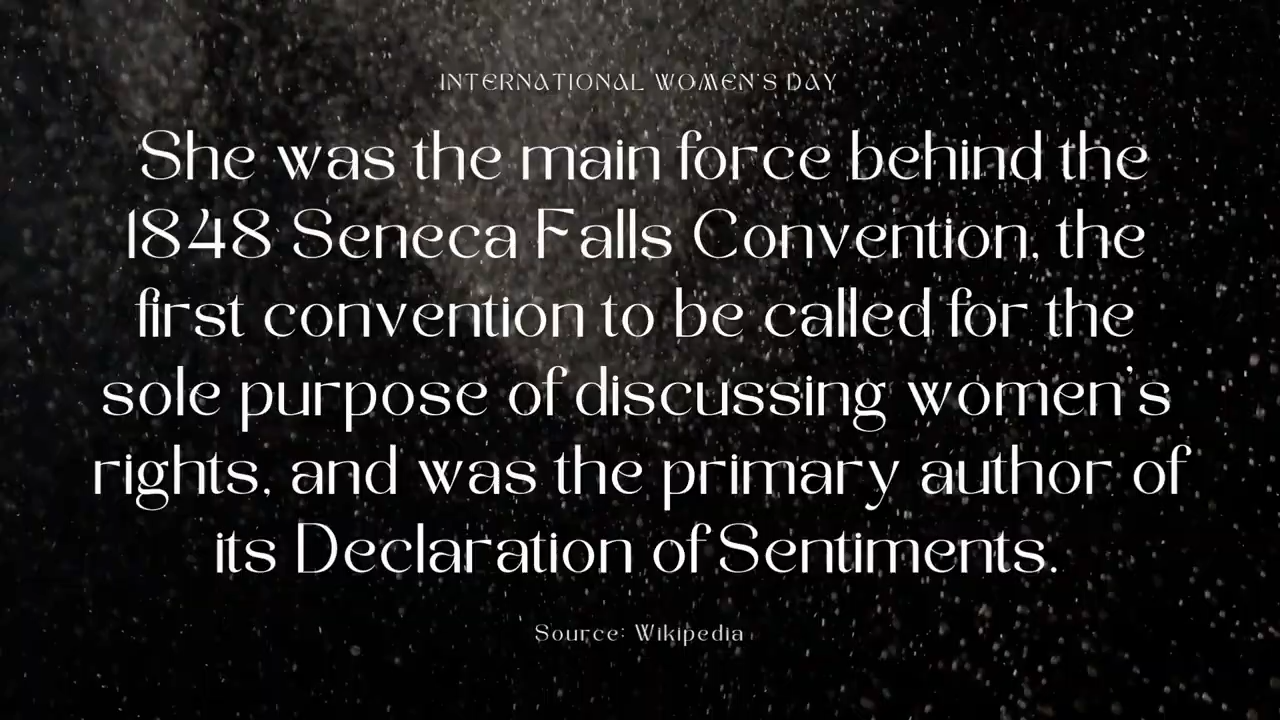 INTERNATIONAL WOMEN'S DAY
She was the main force behind the
1848 Seneca Falls Convention, the
first convention to be called for the
sole purpose of discussing women's
rights, and was the primary author of
its Declaration of Sentiments.
Source: Wikipedia